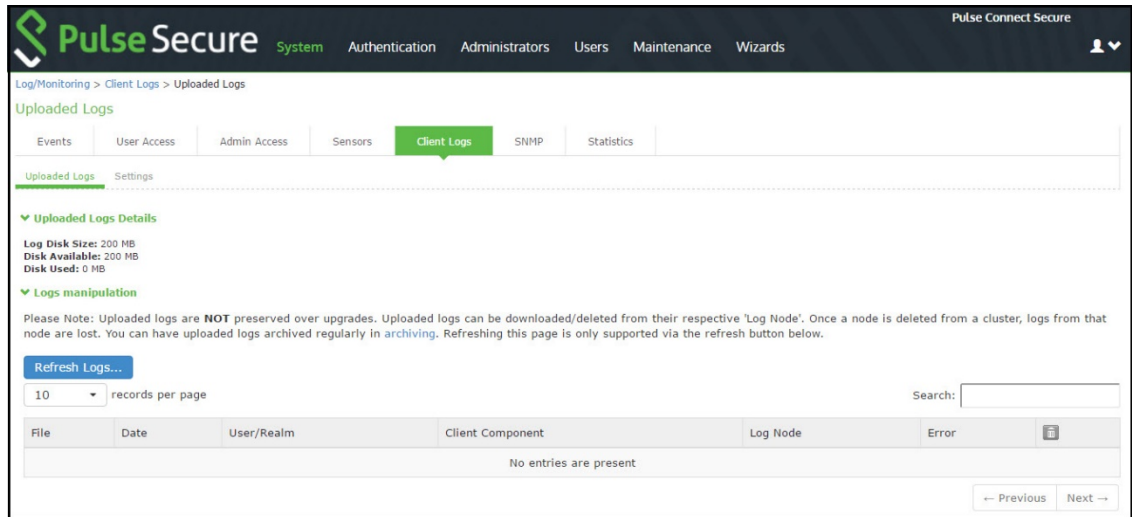 Pulse Connect Secure
Pulse Secure System Authentication Administrators Users Maintenance Wizards
Log/Monitoring > Client Logs > Uploaded Logs
Uploaded Logs
Events User Access Admin Access Sensors Client Logs SNMP Statistics
Uploaded Logs Settings
Uploaded Logs Details
Log Disk Size: 200 MB
Disk Available: 200 MB
Disk Used: 0 MB
Logs manipulation
Please Note: Uploaded logs are NOT preserved over upgrades. Uploaded logs can be downloaded/deleted from their respective 'Log Node'. Once a node is deleted from a cluster, logs from that
node are lost. You can have uploaded logs archived regularly in archiving. Refreshing this page is only supported via the refresh button below.
Refresh Logs...
10 records per page Search:
File Date User/Realm Client Component Log Node Error
No entries are present
← Previous Next →